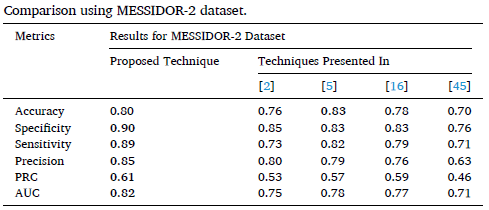 Comparison using MESSIDOR-2 dataset.
Metrics Results for MESSIDOR-2 Dataset
Proposed Technique Techniques Presented In
[2] [5] [16] [45]
Accuracy 0.80 0.76 0.83 0.78 0.70
Specificity 0.90 0.85 0.83 0.83 0.76
Sensitivity 0.89 0.73 0.82 0.79 0.71
Precision 0.85 0.80 0.79 0.76 0.63
PRC 0.61 0.53 0.57 0.59 0.46
AUC 0.82 0.75 0.78 0.77 0.71